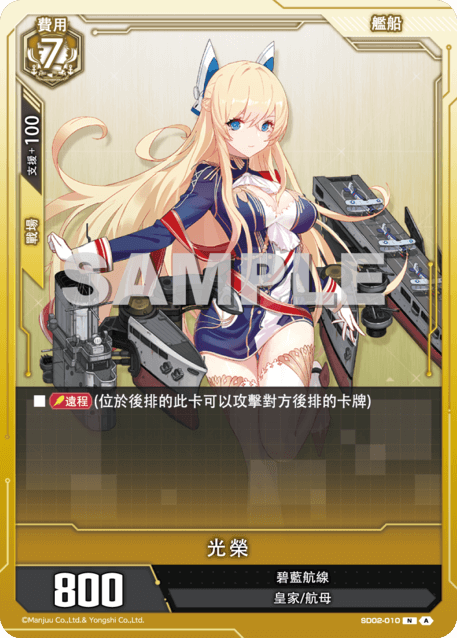 費用
7
艦船
支援+100
戰場
SAMPLE
■ 遠程(位於後排的此卡可以攻擊對方後排的卡牌)
光榮
800
碧藍航線
皇家/航母
©Manjuu Co.,Ltd.& Yongshi Co.,Ltd.
SD02-010 N A